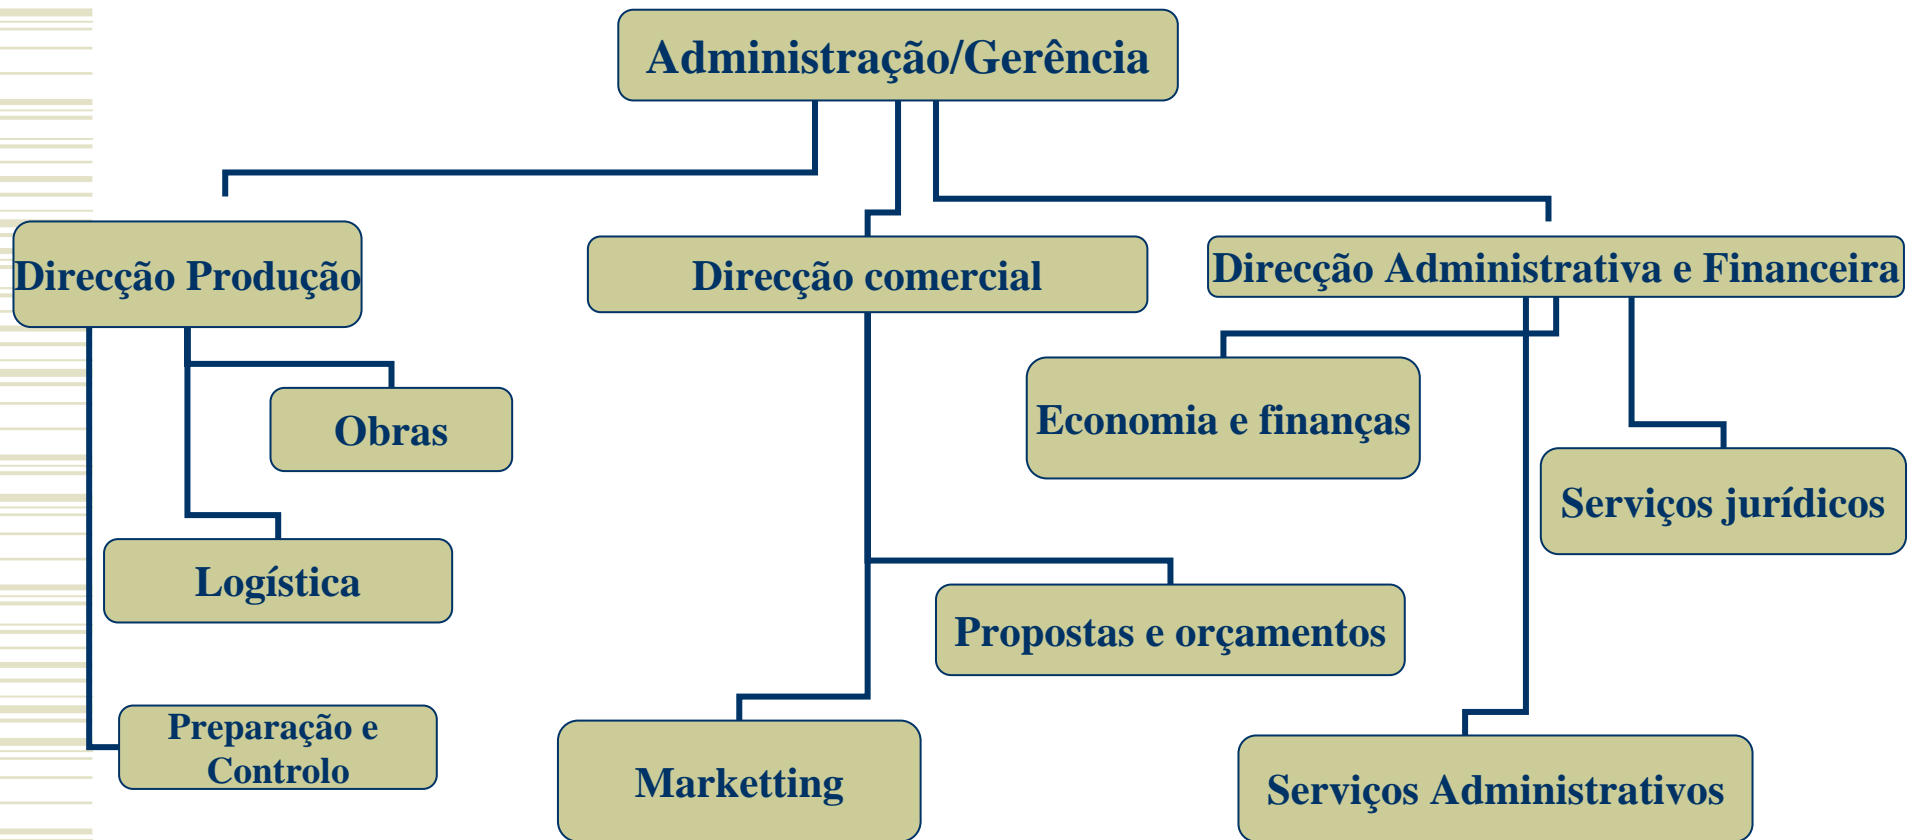 Administração/Gerência
Direcção Produção
Direcção comercial
Direcção Administrativa e Financeira
Obras
Economia e finanças
Serviços jurídicos
Logística
Propostas e orçamentos
Preparação e
Controlo
Marketting
Serviços Administrativos